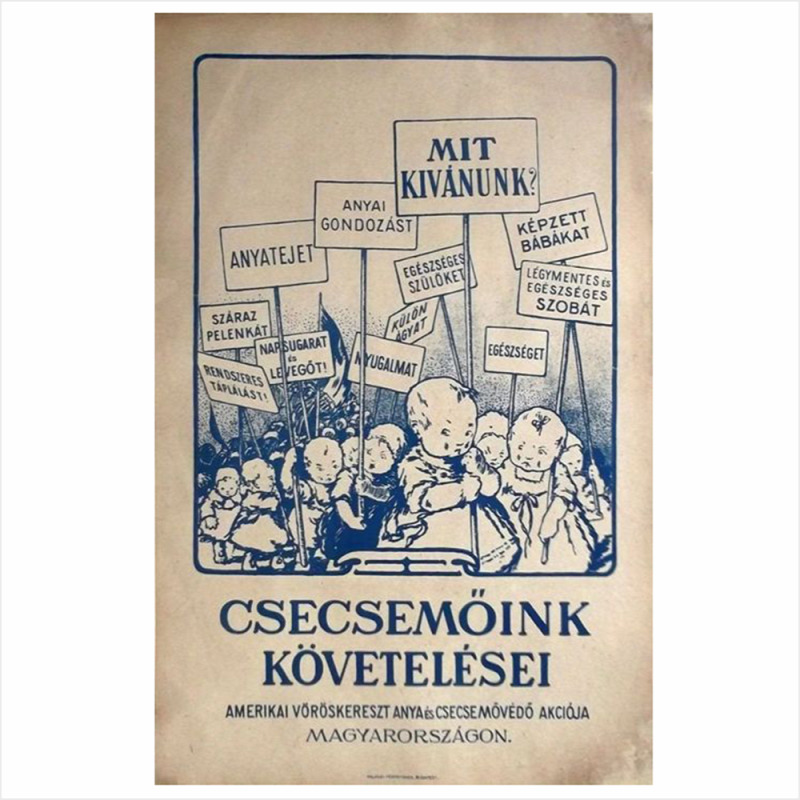 MIT
KIVÁNUNK?
ANYAI
GONDOZÁST
KÉPZETT
BÁBÁKAT
ANYATEJET
EGÉSZSÉGES
SZÜLŐKET
LÉGYMENTES és
EGÉSZSÉGES
SZOBÁT
SZÁRAZ
PELENKÁT
KÜLÖN
ÁGYAT
NAPSUGARAT
és
LEVEGŐT!
NYUGALMAT
EGÉSZSÉGET
RENDSZERES
TÁPLÁLÁST!
CSECSEMŐINK
KÖVETELÉSEI
AMERIKAI VÖRÖSKERESZT ANYA és CSECSEMŐVÉDŐ AKCIÓJA
MAGYARORSZÁGON.